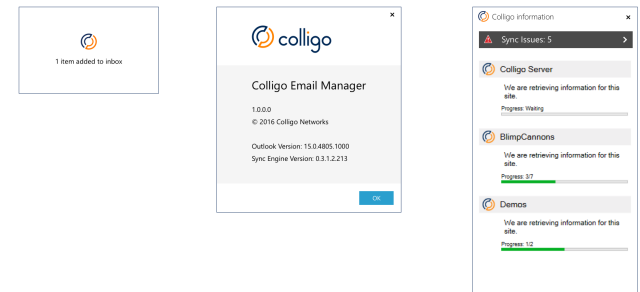 1 item added to inbox
colligo
Colligo Email Manager
1.0.0.0
© 2016 Colligo Networks
Outlook Version: 15.0.4805.1000
Sync Engine Version: 0.3.1.2.213
OK
Colligo information
Sync Issues: 5
Colligo Server
We are retrieving information for this
site.
Progress: Waiting
BlimpCannons
We are retrieving information for this
site.
Progress: 3/7
Demos
We are retrieving information for this
site.
Progress: 1/2